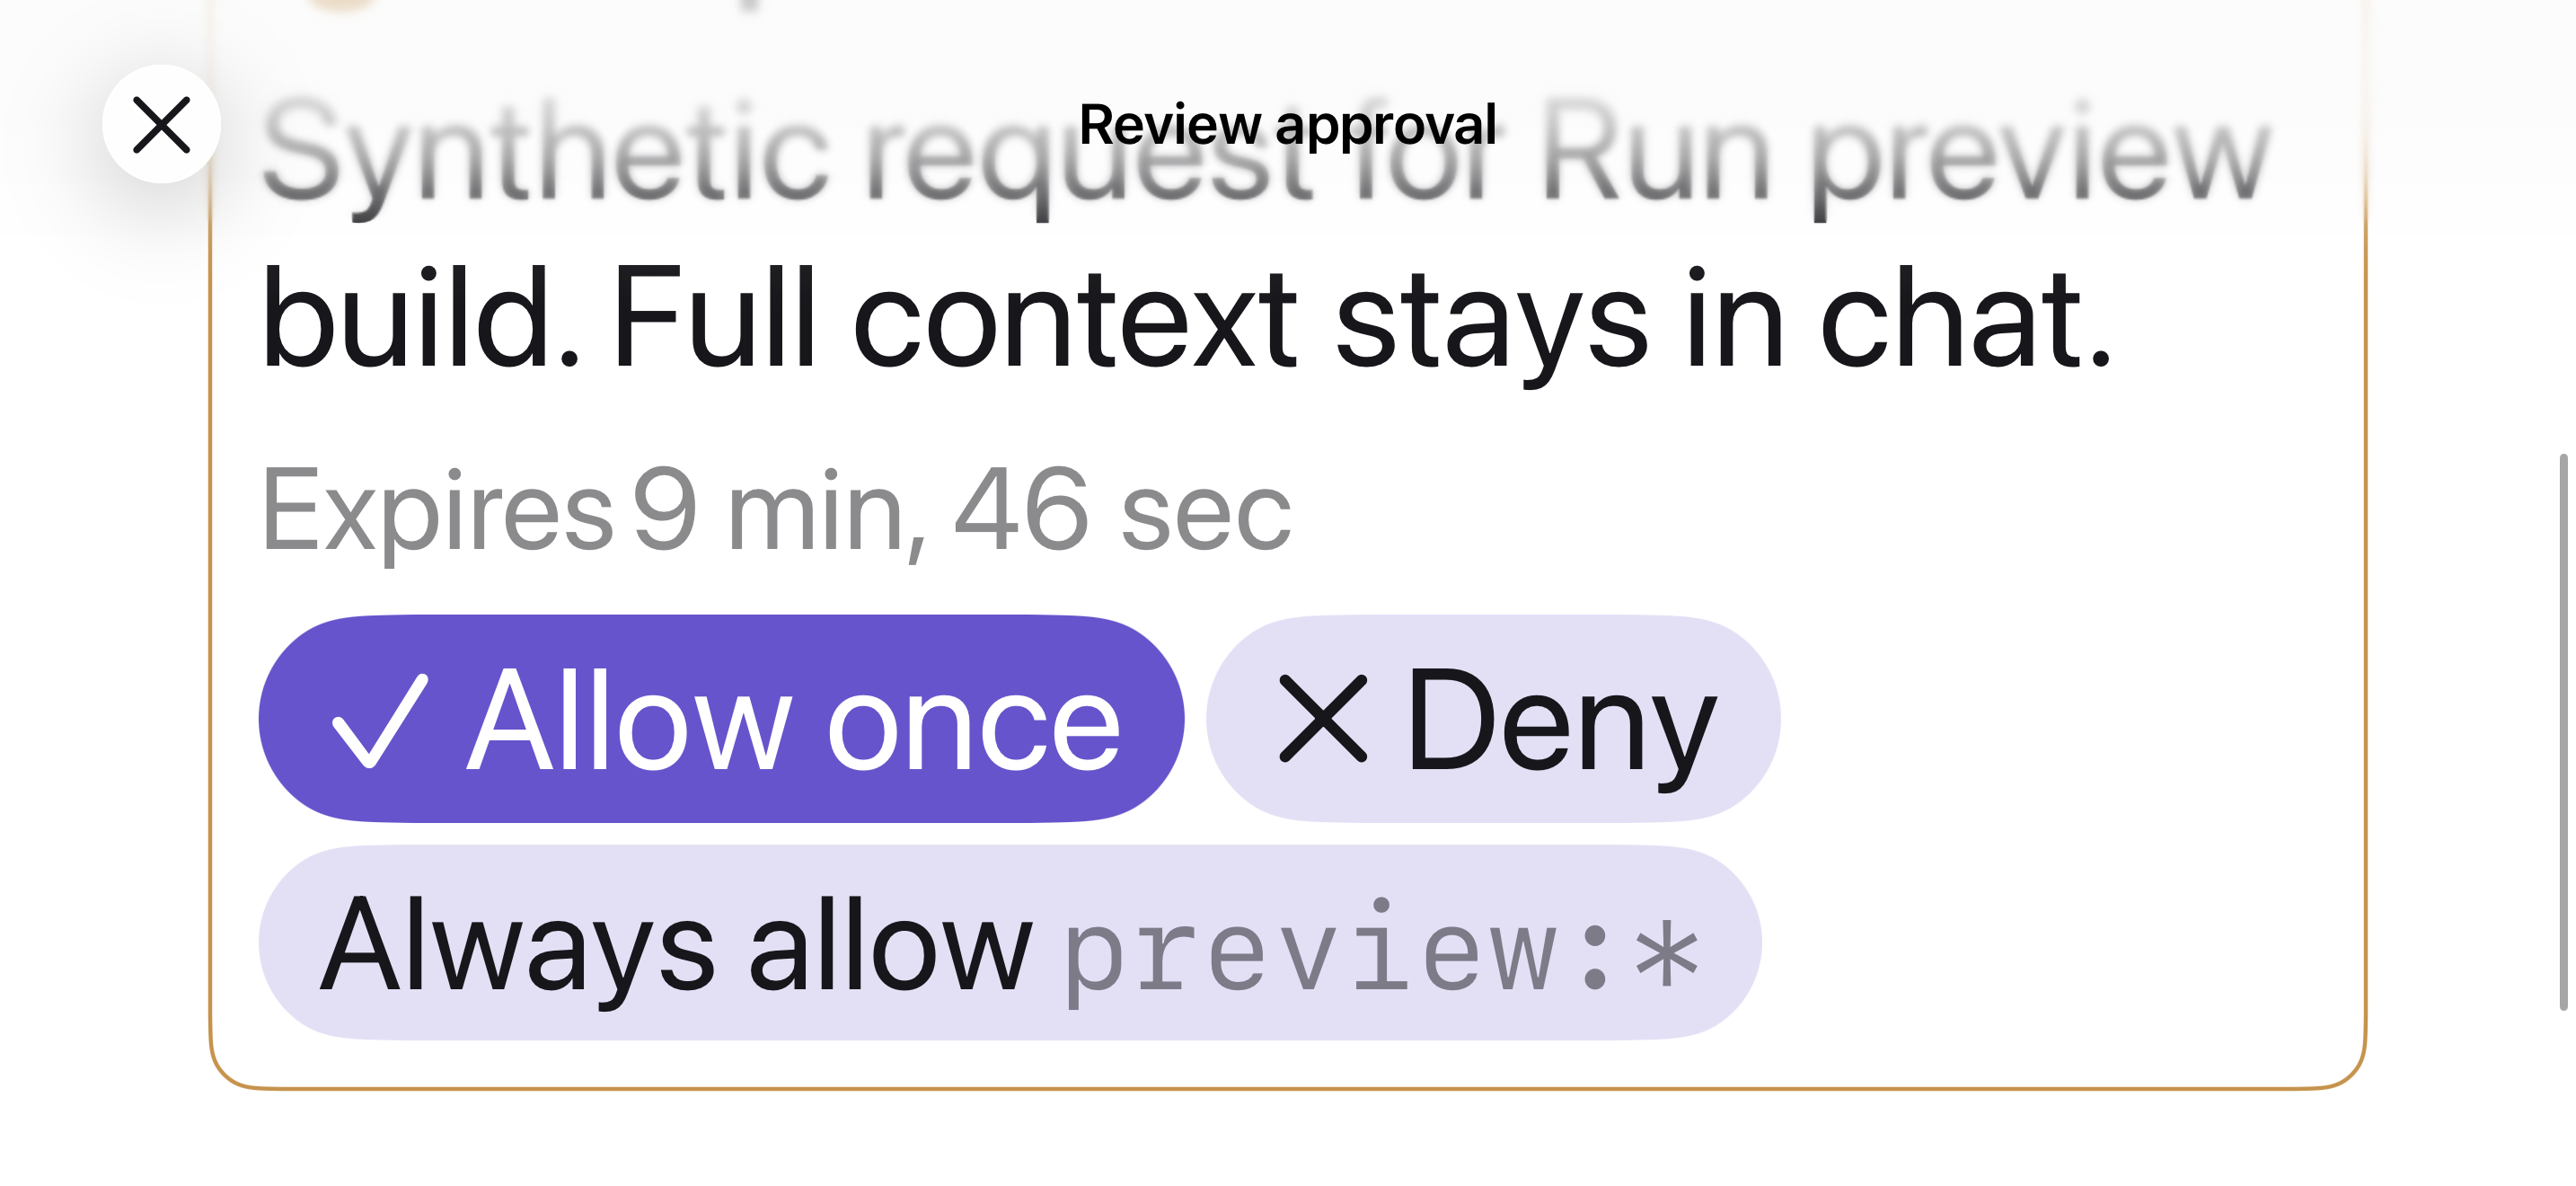 Review approval
Synthetic request for Run preview
build. Full context stays in chat.
Expires 9 min, 46 sec
Allow once
Deny
Always allow preview:*